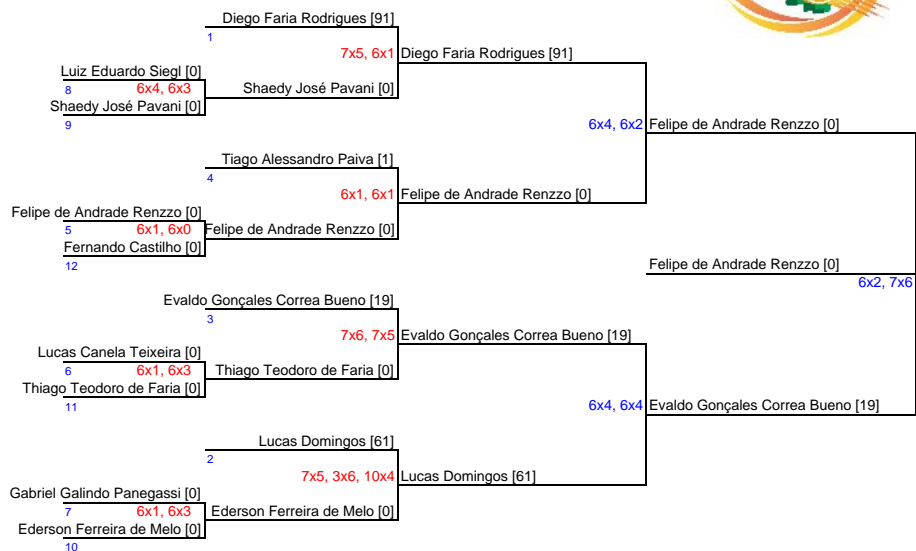 Diego Faria Rodrigues [91]
1
7x5, 6x1 Diego Faria Rodrigues [91]
Luiz Eduardo Siegl [0]
8 6x4, 6x3 Shaedy José Pavani [0]
Shaedy José Pavani [0]
9
6x4, 6x2 Felipe de Andrade Renzzo [0]
Tiago Alessandro Paiva [1]
4
6x1, 6x1 Felipe de Andrade Renzzo [0]
Felipe de Andrade Renzzo [0]
5 6x1, 6x0 Felipe de Andrade Renzzo [0]
Fernando Castilho [0]
12
Felipe de Andrade Renzzo [0]
6x2, 7x6
Evaldo Gonçales Correa Bueno [19]
3
7x6, 7x5 Evaldo Gonçales Correa Bueno [19]
Lucas Canela Teixeira [0]
6 6x1, 6x3 Thiago Teodoro de Faria [0]
Thiago Teodoro de Faria [0]
11
6x4, 6x4 Evaldo Gonçales Correa Bueno [19]
Lucas Domingos [61]
2
7x5, 3x6, 10x4 Lucas Domingos [61]
Gabriel Galindo Panegassi [0]
7 6x1, 6x3 Ederson Ferreira de Melo [0]
Ederson Ferreira de Melo [0]
10